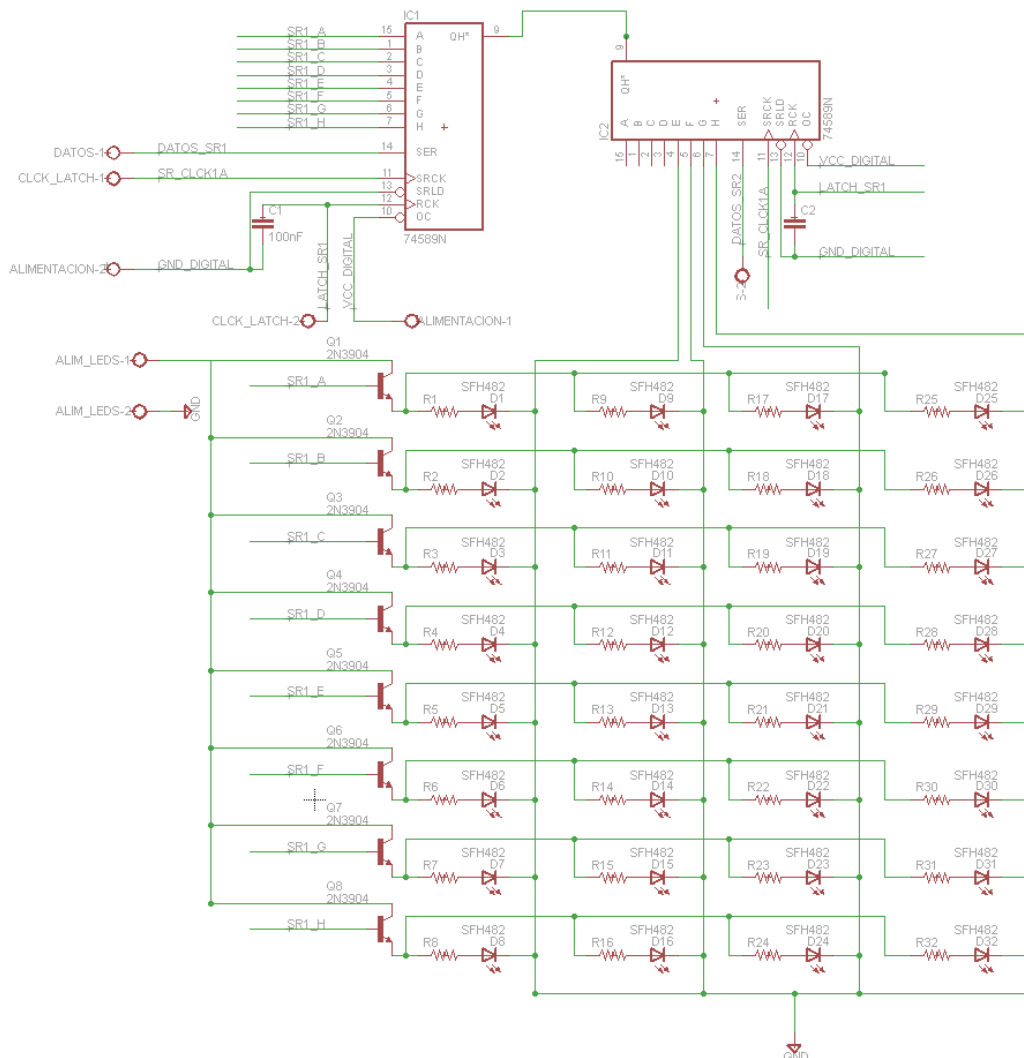 IC1
SR1_A 15 A QH* 9
SR1_B 1 B
SR1_C 2 C
SR1_D 3 D
SR1_E 4 E
SR1_F 5 F
SR1_G 6 G
SR1_H 7 H
DATOS-1 DATOS_SR1 14 SER
CLCK_LATCH-1 SR_CLCK1A 11 SRCK
13 SRLD
12 RCK
10 OC
74589N
C1
100nF
ALIMENTACION-2 GND_DIGITAL
LATCH_SR1
VCC_DIGITAL
CLCK_LATCH-2
ALIMENTACION-1
IC2
9
QH*
A B C D E F G H SER SRCK SRLD RCK OC
74589N
15 1 2 3 4 5 6 7 14 11 13 12 10
DATOS_SR2
SR_CLCK1A
VCC_DIGITAL
LATCH_SR1
C2
GND_DIGITAL
S-2
ALIM_LEDS-1
ALIM_LEDS-2
GND
Q1
2N3904
SR1_A
SFH482 SFH482 SFH482 SFH482
R1 D1 R9 D9 R17 D17 R25 D25
Q2
2N3904
SR1_B
SFH482 SFH482 SFH482 SFH482
R2 D2 R10 D10 R18 D18 R26 D26
Q3
2N3904
SR1_C
SFH482 SFH482 SFH482 SFH482
R3 D3 R11 D11 R19 D19 R27 D27
Q4
2N3904
SR1_D
SFH482 SFH482 SFH482 SFH482
R4 D4 R12 D12 R20 D20 R28 D28
Q5
2N3904
SR1_E
SFH482 SFH482 SFH482 SFH482
R5 D5 R13 D13 R21 D21 R29 D29
Q6
2N3904
SR1_F
SFH482 SFH482 SFH482 SFH482
R6 D6 R14 D14 R22 D22 R30 D30
Q7
2N3904
SR1_G
SFH482 SFH482 SFH482 SFH482
R7 D7 R15 D15 R23 D23 R31 D31
Q8
2N3904
SR1_H
SFH482 SFH482 SFH482 SFH482
R8 D8 R16 D16 R24 D24 R32 D32
GND